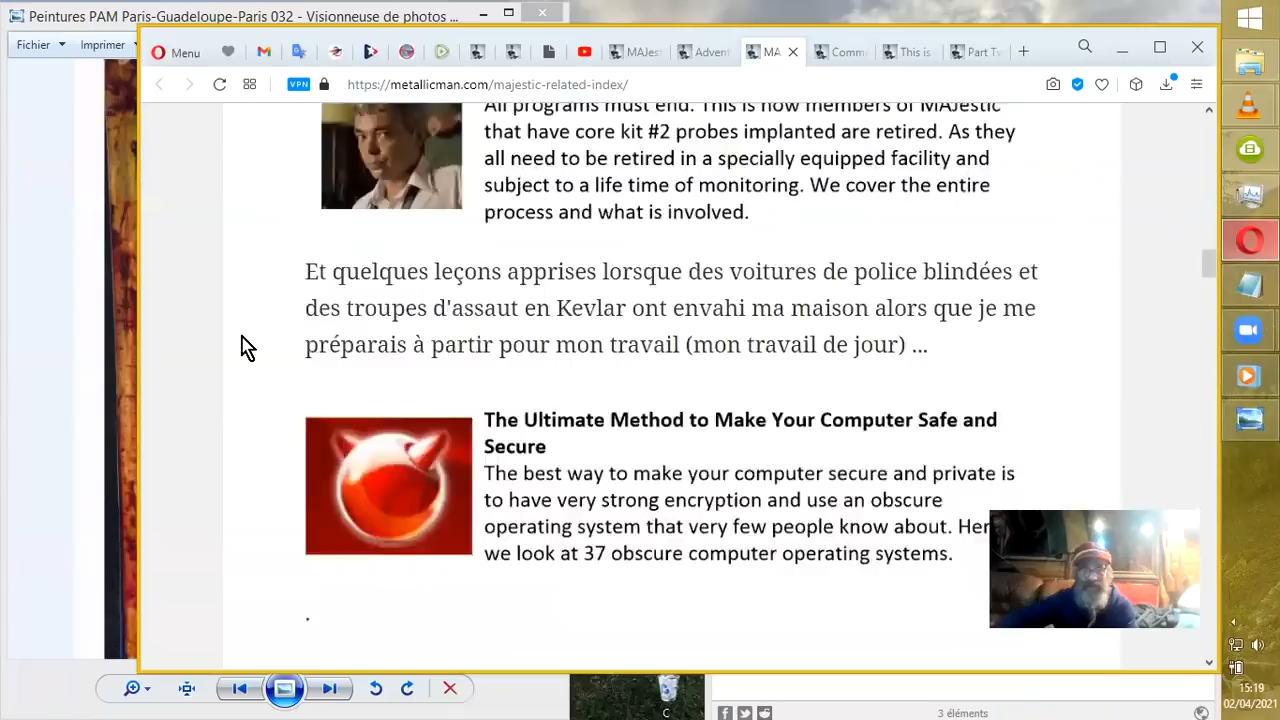 Peintures PAM Paris-Guadeloupe-Paris 032 - Visionneuse de photos ...
Fichier
Imprimer
Menu
MAJest
Advent
MA
Comm
This is
Part Tw
VPN
https://metallicman.com/majestic-related-index/
All programs must end. This is how members of MAJestic
that have core kit #2 probes implanted are retired. As they
all need to be retired in a specially equipped facility and
subject to a life time of monitoring. We cover the entire
process and what is involved.
Et quelques leçons apprises lorsque des voitures de police blindées et
des troupes d'assaut en Kevlar ont envahi ma maison alors que je me
préparais à partir pour mon travail (mon travail de jour) ...
The Ultimate Method to Make Your Computer Safe and
Secure
The best way to make your computer secure and private is
to have very strong encryption and use an obscure
operating system that very few people know about. Her
we look at 37 obscure computer operating systems.
.
C
3 éléments
15:19
02/04/2021